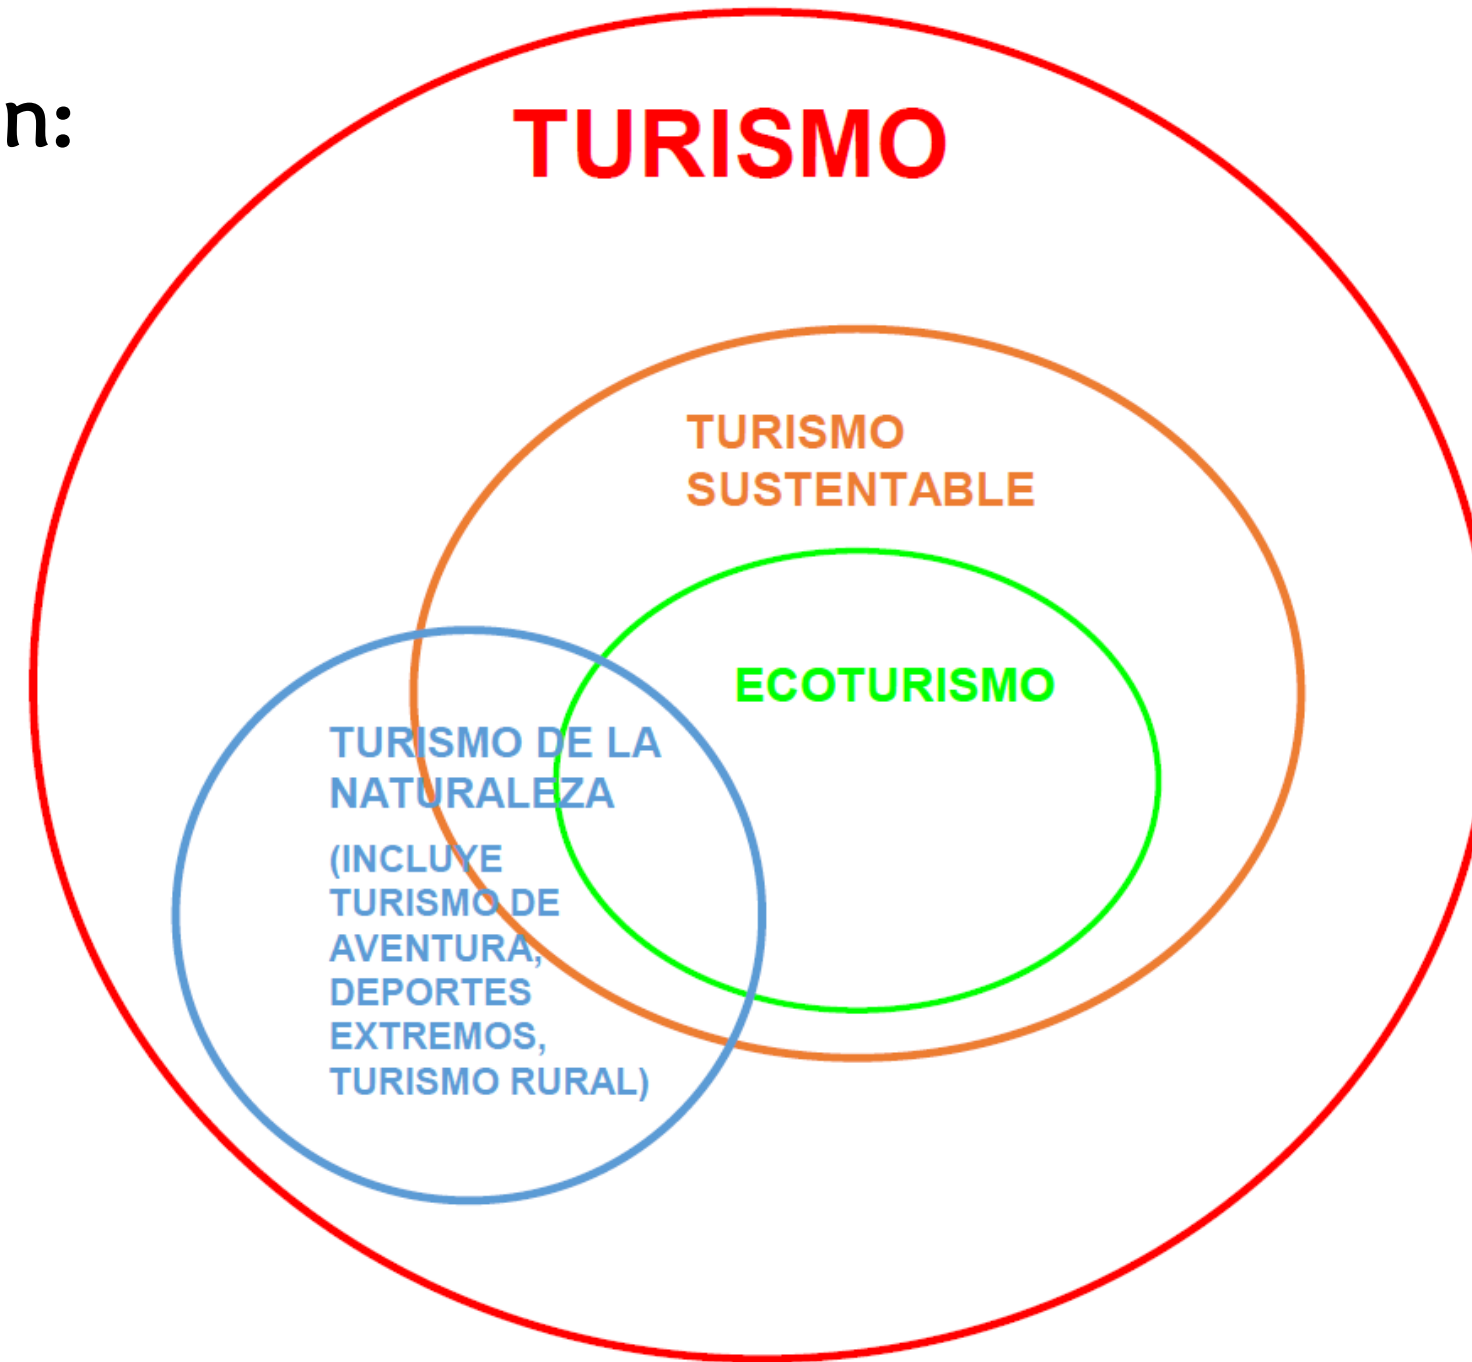 n:
TURISMO
TURISMO
SUSTENTABLE
ECOTURISMO
TURISMO DE LA
NATURALEZA
(INCLUYE
TURISMO DE
AVENTURA,
DEPORTES
EXTREMOS,
TURISMO RURAL)